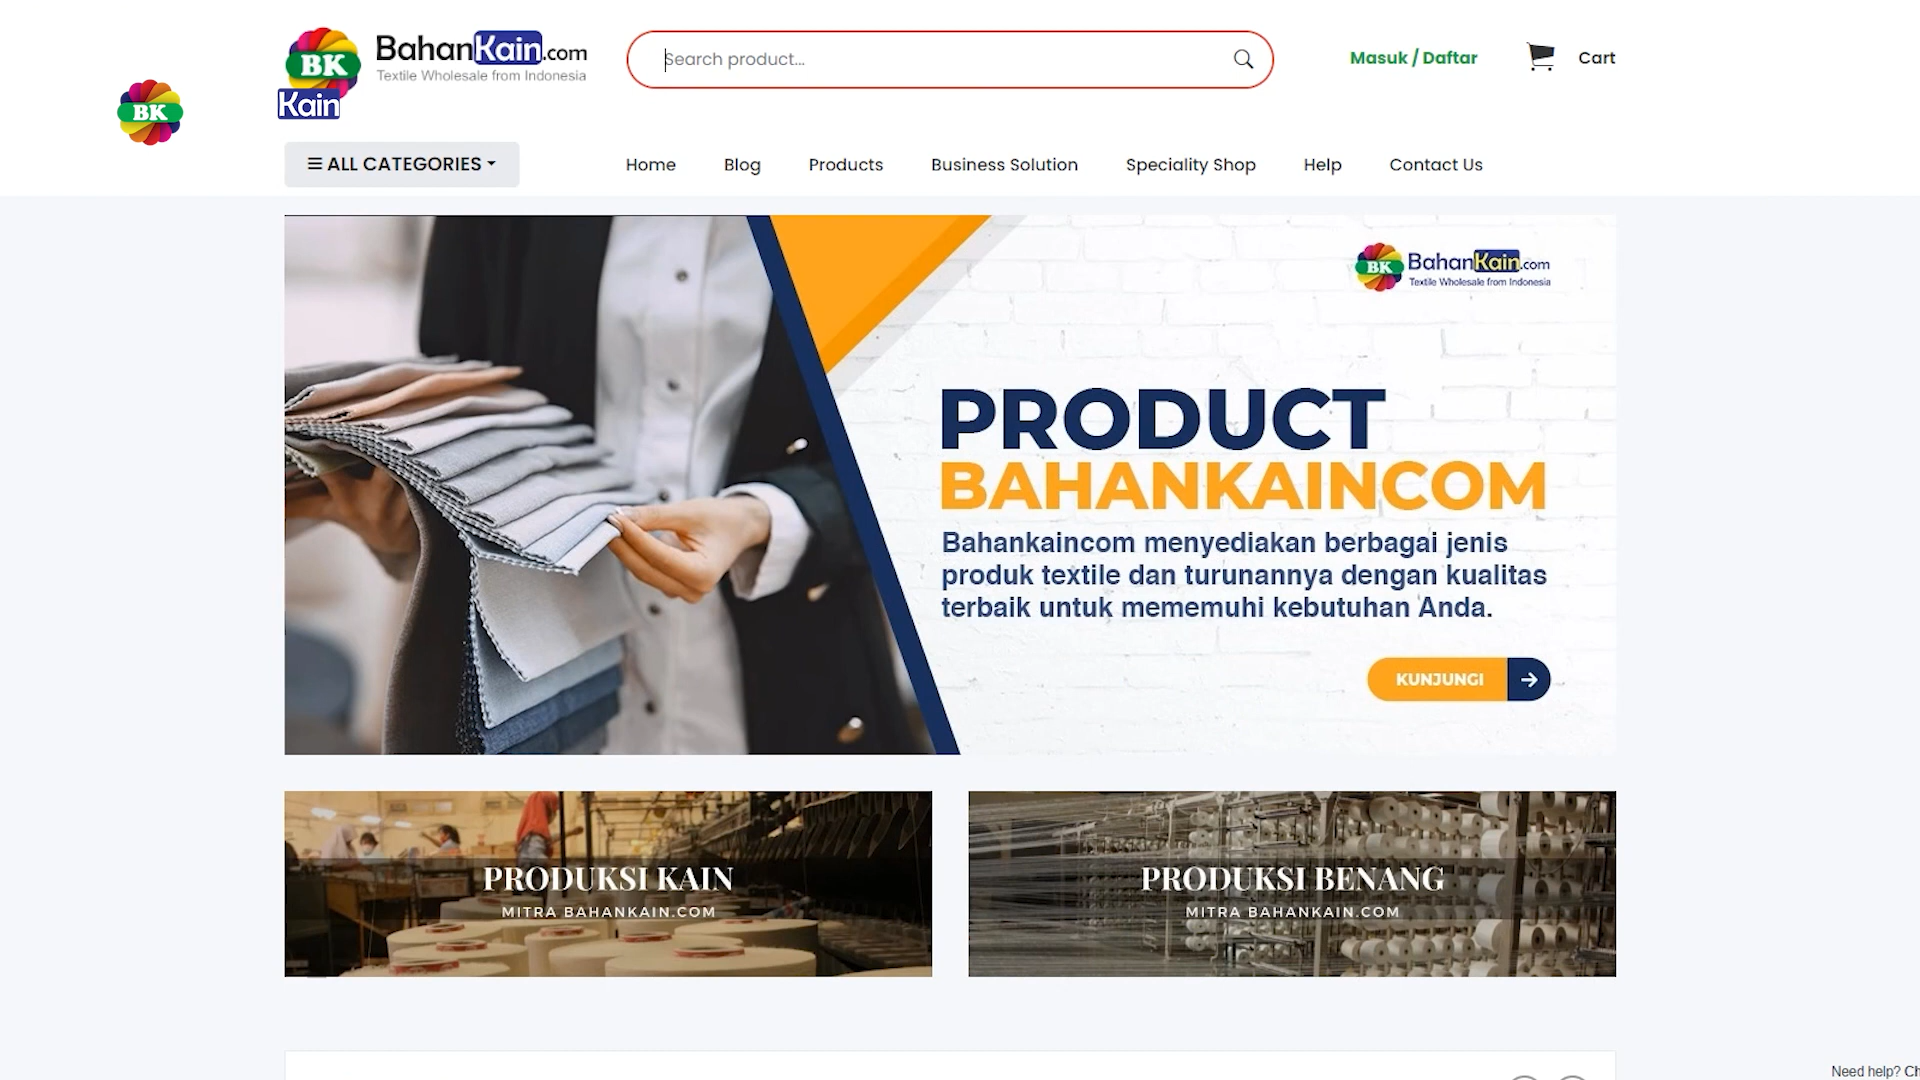 BK
BK
BahanKain.com
Textile Wholesale from Indonesia
Kain
Search product...
Masuk / Daftar
Cart
ALL CATEGORIES
Home
Blog
Products
Business Solution
Speciality Shop
Help
Contact Us
BK BahanKain.com
Textile Wholesale from Indonesia
PRODUCT
BAHANKAINCOM
Bahankaincom menyediakan berbagai jenis
produk textile dan turunannya dengan kualitas
terbaik untuk mememuhi kebutuhan Anda.
KUNJUNGI
PRODUKSI KAIN
MITRA BAHANKAIN.COM
PRODUKSI BENANG
MITRA BAHANKAIN.COM
Need help? Ch